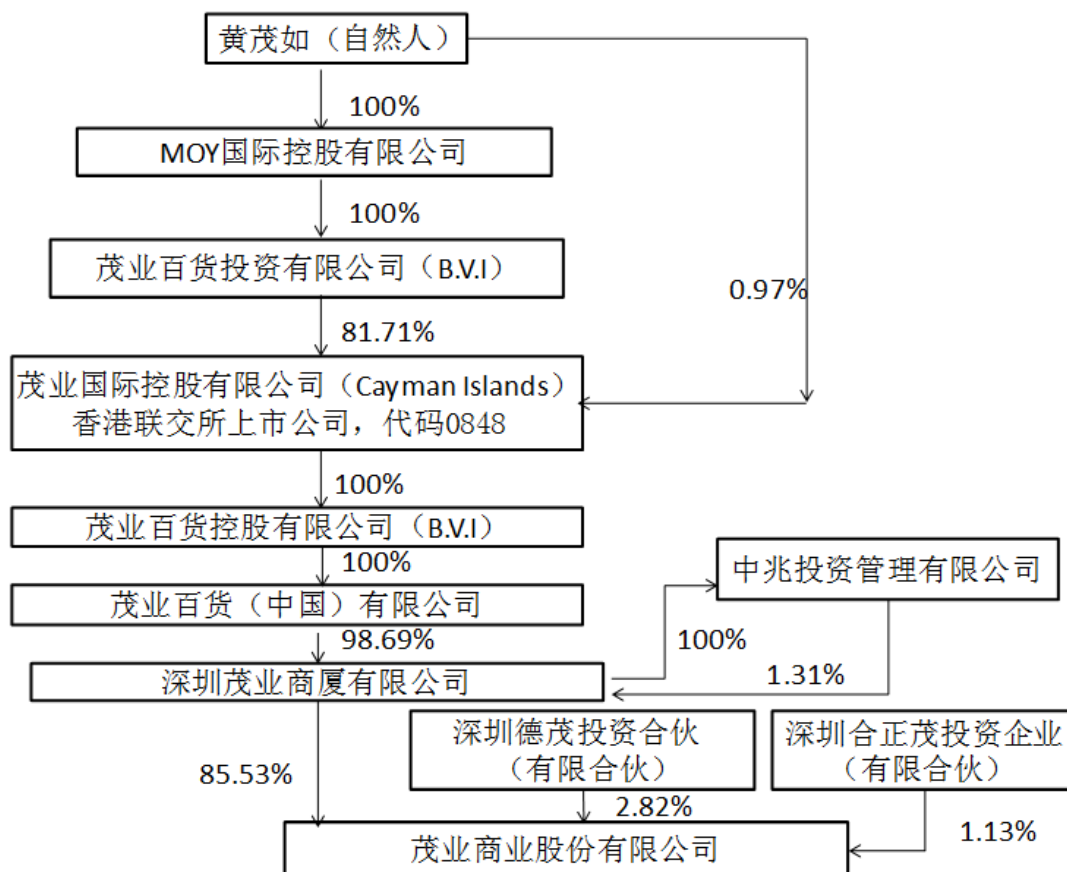 黄茂如（自然人）
100%
MOY国际控股有限公司
100%
茂业百货投资有限公司（B.V.I）
0.97%
81.71%
茂业国际控股有限公司（Cayman Islands）
香港联交所上市公司，代码0848
100%
茂业百货控股有限公司（B.V.I）
100%
中兆投资管理有限公司
茂业百货（中国）有限公司
98.69%
100%
1.31%
深圳茂业商厦有限公司
深圳德茂投资合伙
（有限合伙）
深圳合正茂投资企业
（有限合伙）
85.53%
2.82%
1.13%
茂业商业股份有限公司